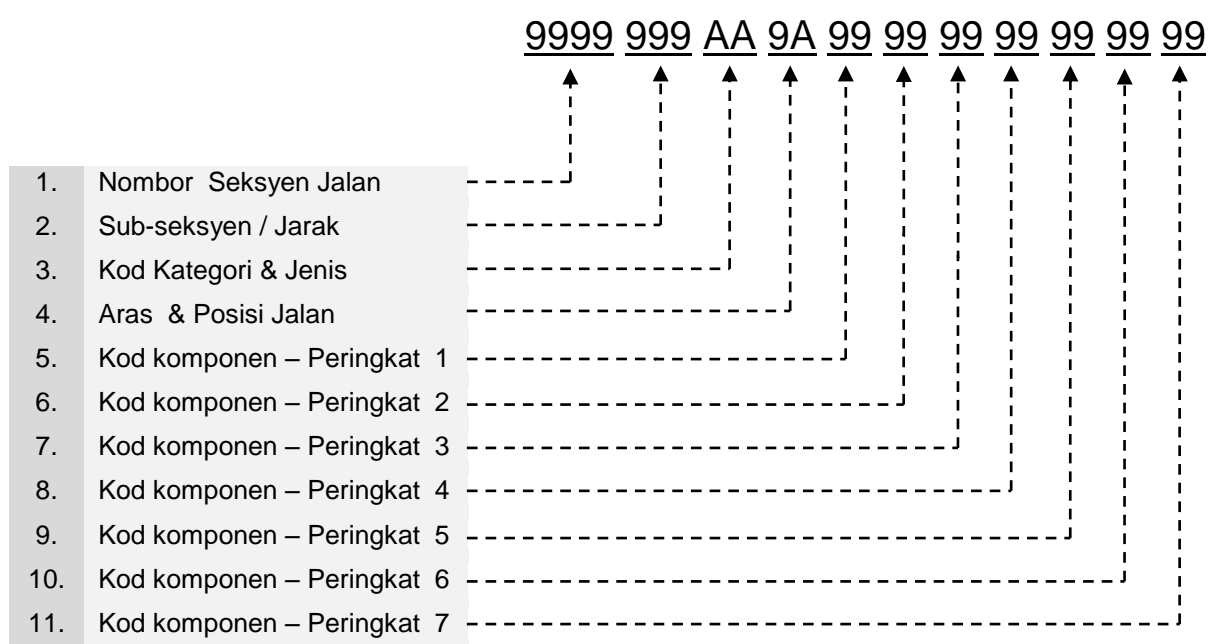 9999 999 AA 9A 99 99 99 99 99 99 99
1. Nombor Seksyen Jalan
2. Sub-seksyen / Jarak
3. Kod Kategori & Jenis
4. Aras & Posisi Jalan
5. Kod komponen – Peringkat 1
6. Kod komponen – Peringkat 2
7. Kod komponen – Peringkat 3
8. Kod komponen – Peringkat 4
9. Kod komponen – Peringkat 5
10. Kod komponen – Peringkat 6
11. Kod komponen – Peringkat 7